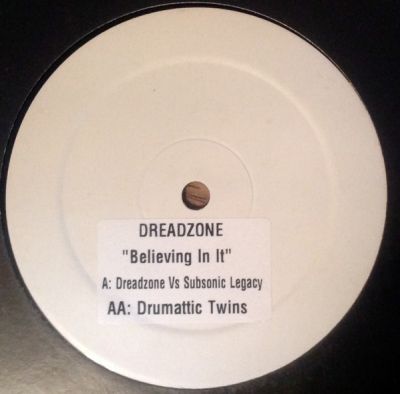 DREADZONE
"Believing In It"
A: Dreadzone Vs Subsonic Legacy
AA: Drumattic Twins